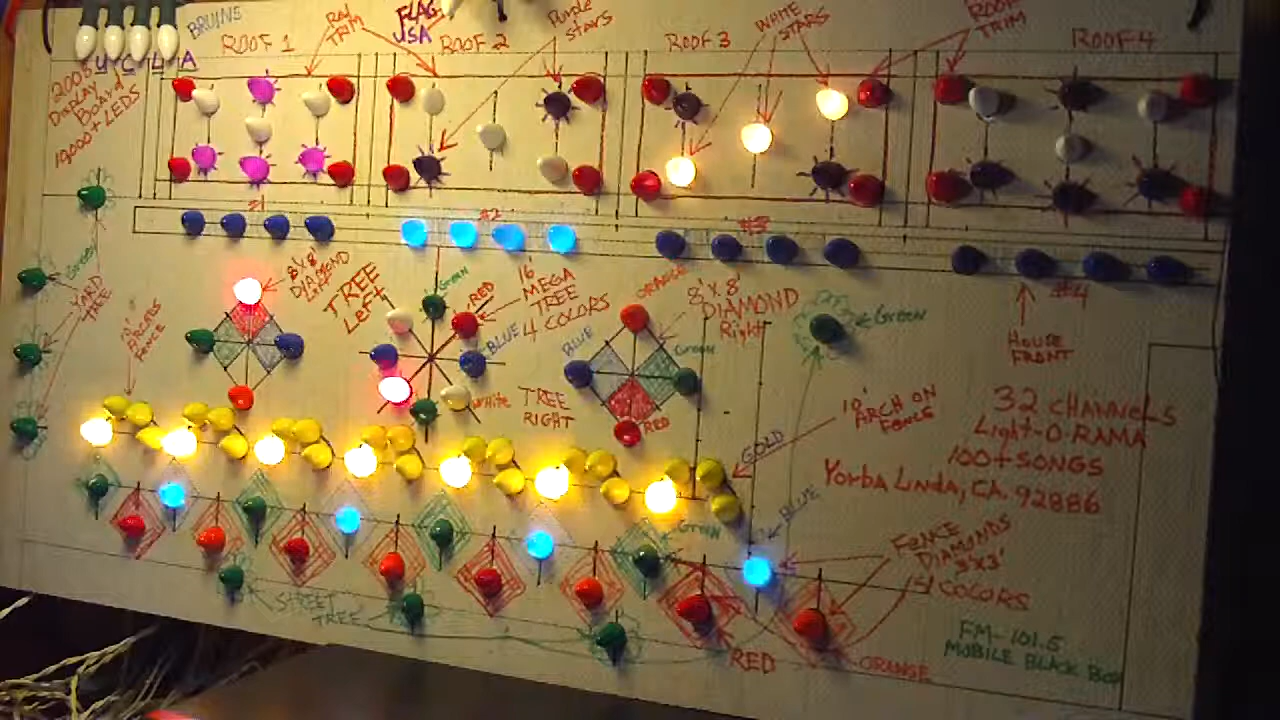 BRUINS
U C L A
FLAG
USA
ROOF 1
RED
TRIM
ROOF 2
Purple
Stars
ROOF 3
WHITE
STARS
ROOF
TRIM
ROOF 4
2008
Display
Board
19000+ LEDS
#1
#2
#3
#4
Green
YARD
TREE
8'X8'
DIAMOND
LEFT
TREE
Left
Green
RED
16'
MEGA
TREE
4 COLORS
BLUE
White
TREE
RIGHT
ORANGE
8'X8'
DIAMOND
Right
BLUE
Green
RED
Green
HOUSE
FRONT
10'
ARCHES
FENCE
10'
ARCH ON
FENCE
GOLD
32 CHANNELS
Light-O RAMA
100+SONGS
Yorba Linda, CA. 92886
BLUE
Green
FENCE
DIAMONDS
3'X3'
4 COLORS
STREET
TREE
RED
ORANGE
FM-101.5
MOBILE BLACK BOX